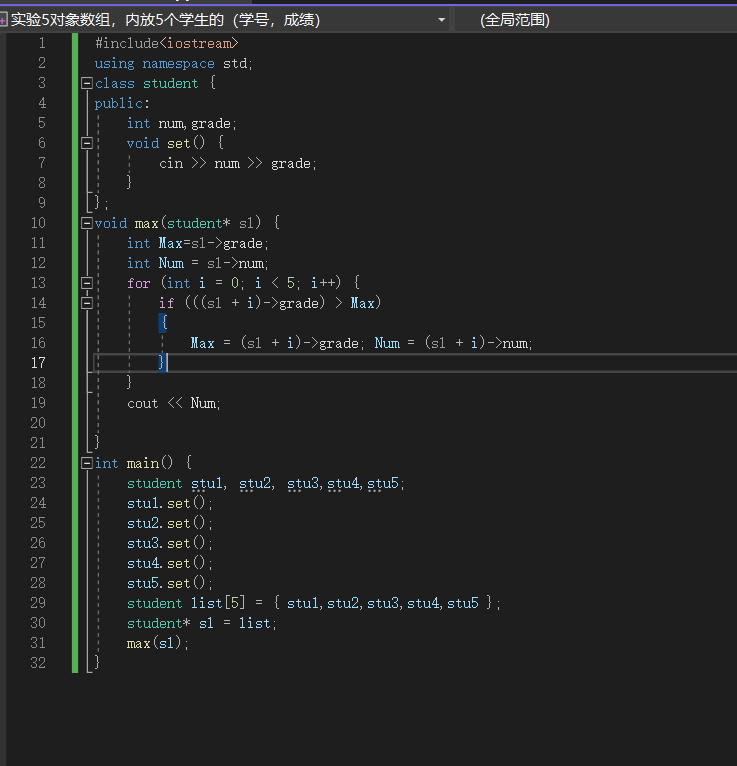 实验5对象数组，内放5个学生的（学号，成绩） (全局范围)
1 #include<iostream>
2 using namespace std;
3 class student {
4 public:
5 int num,grade;
6 void set() {
7 cin >> num >> grade;
8 }
9 };
10 void max(student* s1) {
11 int Max=s1->grade;
12 int Num = s1->num;
13 for (int i = 0; i < 5; i++) {
14 if (((s1 + i)->grade) > Max)
15 {
16 Max = (s1 + i)->grade; Num = (s1 + i)->num;
17 }
18 }
19 cout << Num;
20
21 }
22 int main() {
23 student stu1, stu2, stu3,stu4,stu5;
24 stu1.set();
25 stu2.set();
26 stu3.set();
27 stu4.set();
28 stu5.set();
29 student list[5] = { stu1,stu2,stu3,stu4,stu5 };
30 student* s1 = list;
31 max(s1);
32 }